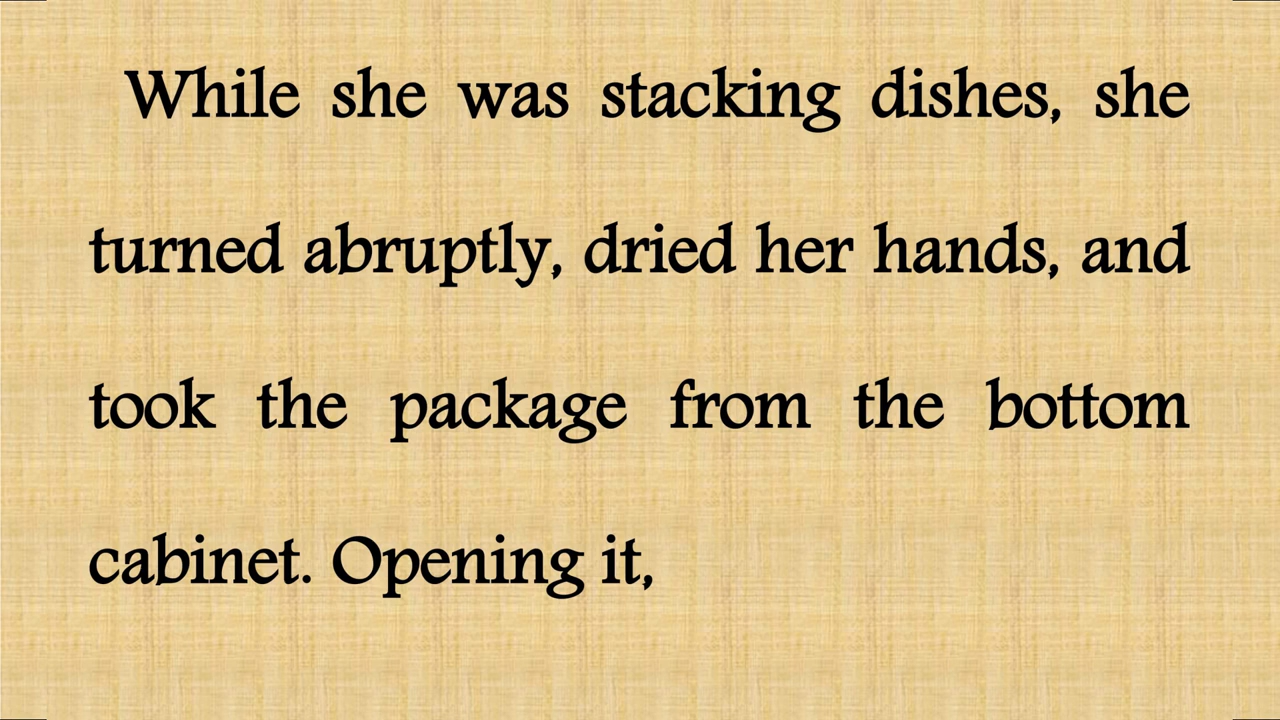 While she was stacking dishes, she
turned abruptly, dried her hands, and
took the package from the bottom
cabinet. Opening it,